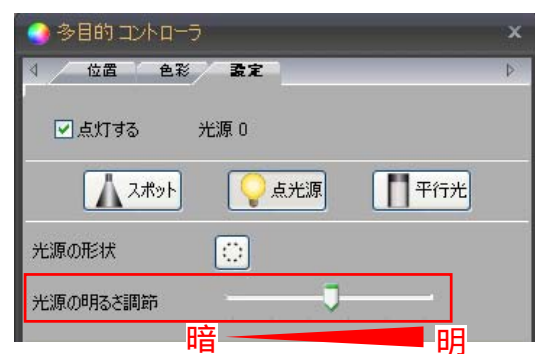 多目的 コントローラ
位置 色彩 設定
点灯する 光源 0
スポット 点光源 平行光
光源の形状
光源の明るさ調節
暗 明